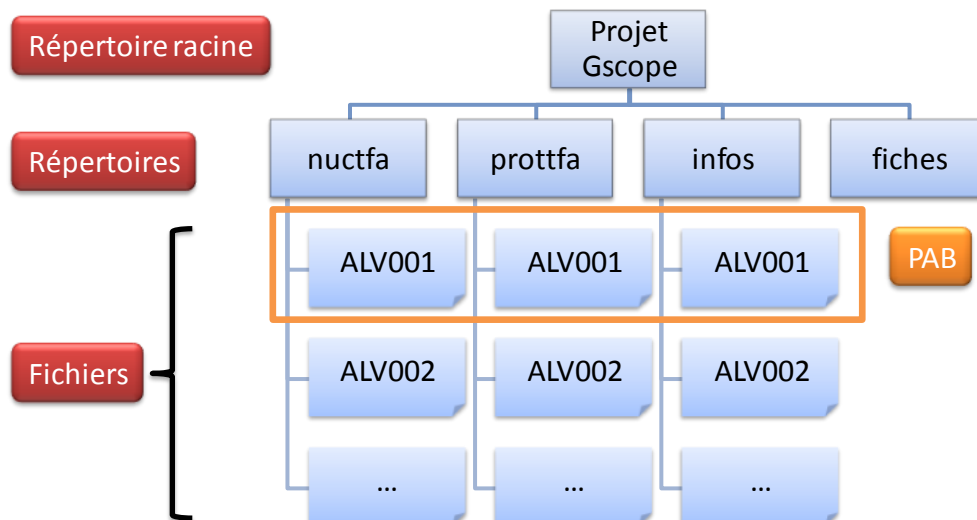 Répertoire racine
Projet
Gscope
Répertoires
nuctfa
prottfa
infos
fiches
ALV001
ALV001
ALV001
PAB
Fichiers
ALV002
ALV002
ALV002
...
...
...